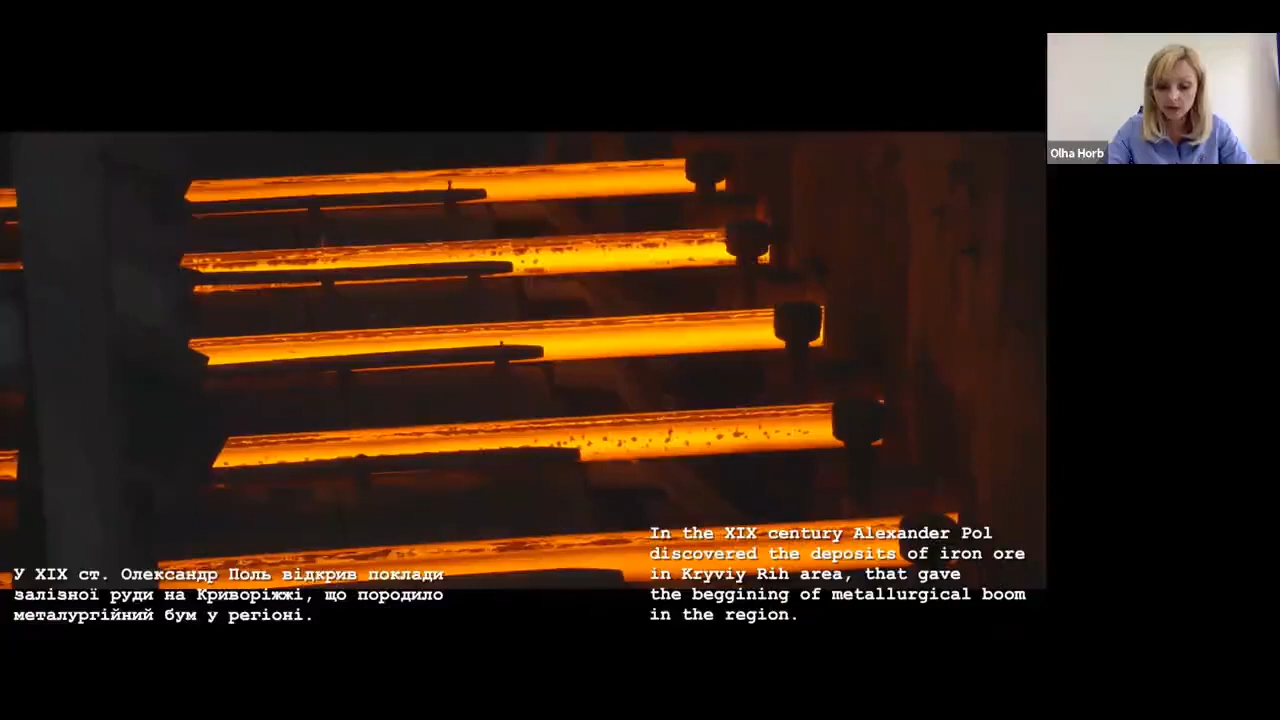 Olha Horb
У XIX ст. Олександр Поль відкрив поклади
залізної руди на Криворіжжі, що породило
металургійний бум у регіоні.
In the XIX century Alexander Pol
discovered the deposits of iron ore
in Kryviy Rih area, that gave
the beggining of metallurgical boom
in the region.